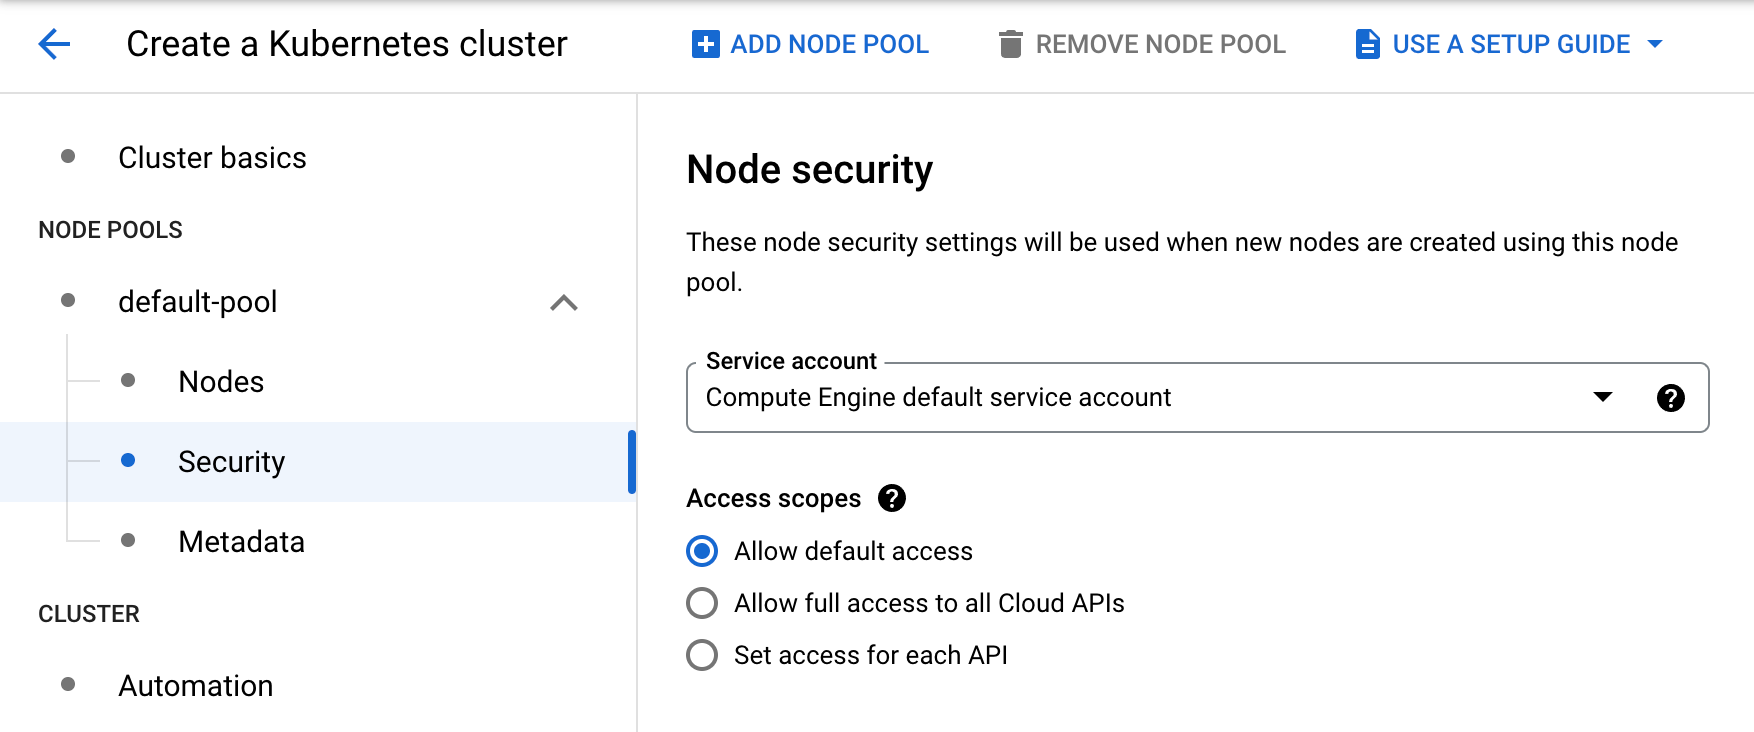 Create a Kubernetes cluster
ADD NODE POOL
REMOVE NODE POOL
USE A SETUP GUIDE
Cluster basics
NODE POOLS
default-pool
Nodes
Security
Metadata
CLUSTER
Automation
Node security
These node security settings will be used when new nodes are created using this node
pool.
Service account
Compute Engine default service account
Access scopes
Allow default access
Allow full access to all Cloud APIs
Set access for each API